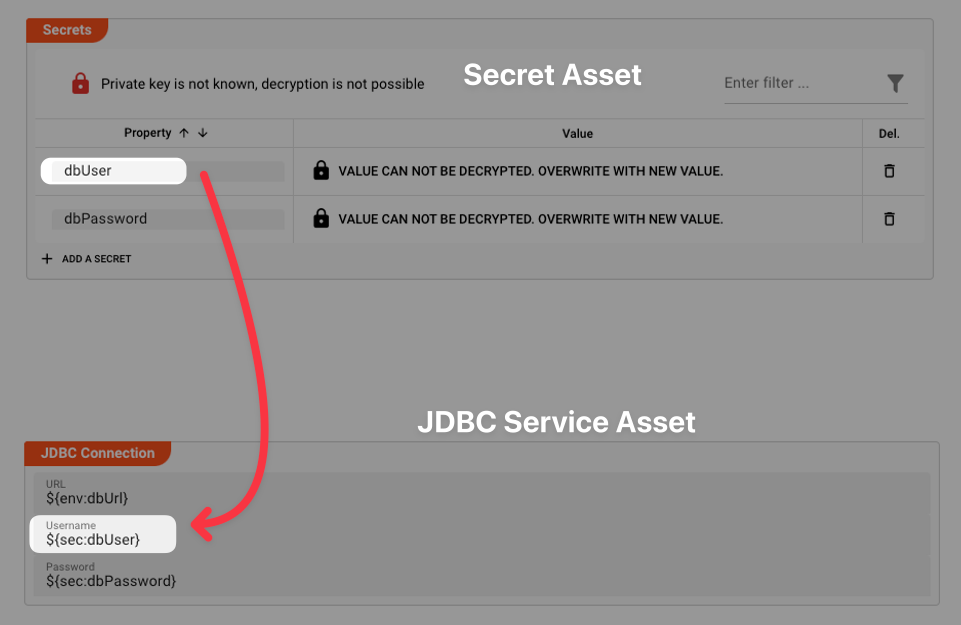 Secrets
Private key is not known, decryption is not possible
Secret Asset
Enter filter ...
Property Value Del.
dbUser VALUE CAN NOT BE DECRYPTED. OVERWRITE WITH NEW VALUE.
dbPassword VALUE CAN NOT BE DECRYPTED. OVERWRITE WITH NEW VALUE.
ADD A SECRET
JDBC Service Asset
JDBC Connection
URL
${env:dbUrl}
Username
${sec:dbUser}
Password
${sec:dbPassword}